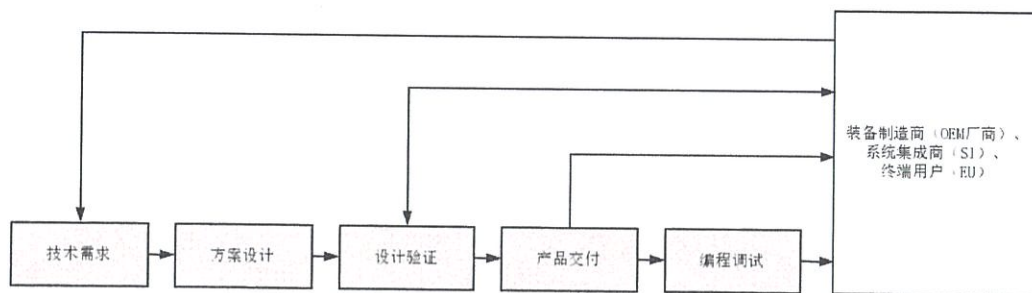 装备制造商（OEM厂商）、
系统集成商（SI）、
终端用户（EU）
技术需求
方案设计
设计验证
产品交付
编程调试